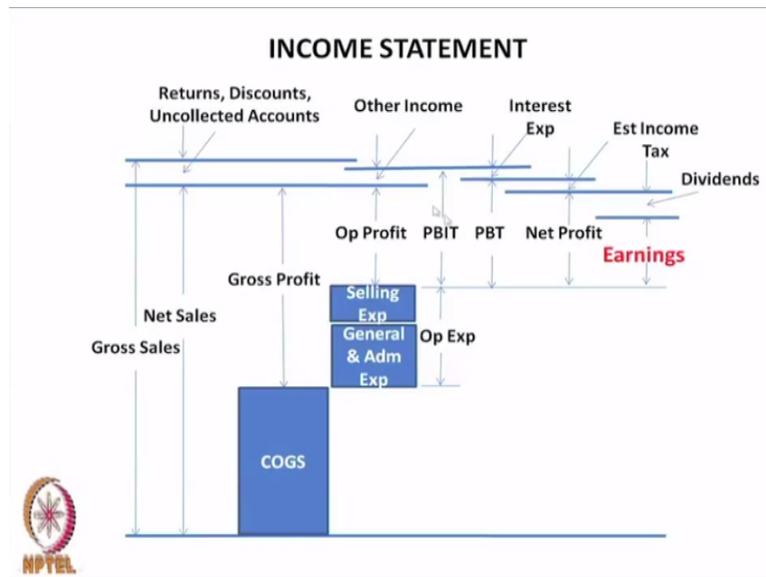 INCOME STATEMENT
Returns, Discounts,
Uncollected Accounts
Other Income
Interest
Exp
Est Income
Tax
Dividends
Op Profit
PBIT
PBT
Net Profit
Earnings
Gross Profit
Selling
Exp
Net Sales
General
& Adm
Exp
Op Exp
Gross Sales
COGS
NPTEL